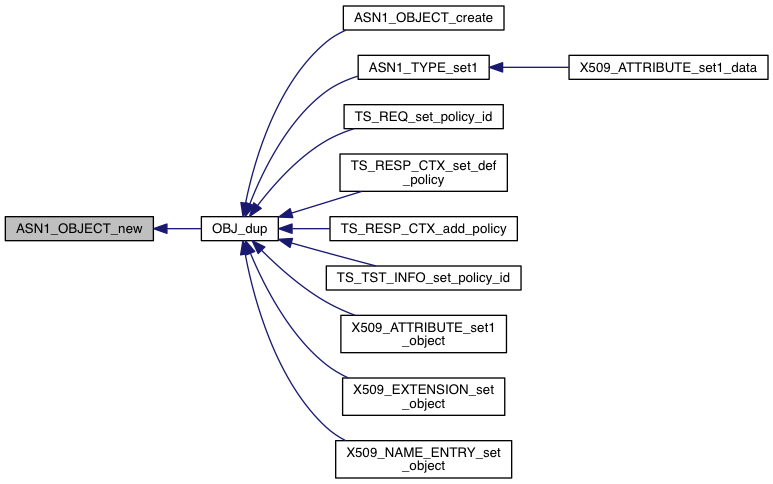 ASN1_OBJECT_create
ASN1_TYPE_set1
X509_ATTRIBUTE_set1_data
TS_REQ_set_policy_id
TS_RESP_CTX_set_def
_policy
ASN1_OBJECT_new
OBJ_dup
TS_RESP_CTX_add_policy
TS_TST_INFO_set_policy_id
X509_ATTRIBUTE_set1
_object
X509_EXTENSION_set
_object
X509_NAME_ENTRY_set
_object